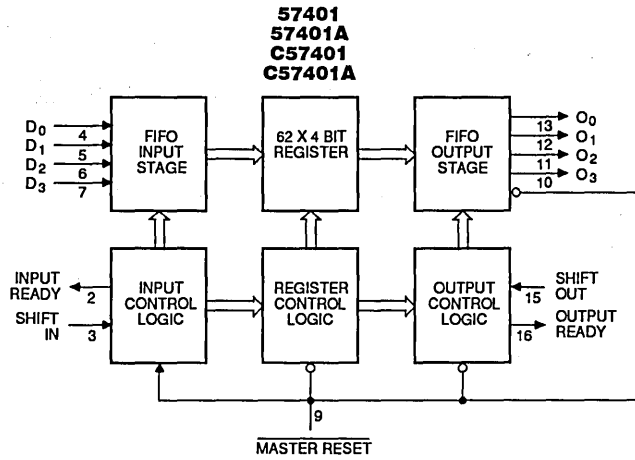 57401
57401A
C57401
C57401A
D0
4
D1
5
D2
6
D3
7
FIFO
INPUT
STAGE
62 X 4 BIT
REGISTER
FIFO
OUTPUT
STAGE
O0
13
O1
12
O2
11
O3
10
INPUT
READY
2
SHIFT
IN
3
INPUT
CONTROL
LOGIC
REGISTER
CONTROL
LOGIC
OUTPUT
CONTROL
LOGIC
15
SHIFT
OUT
16
OUTPUT
READY
9
MASTER RESET